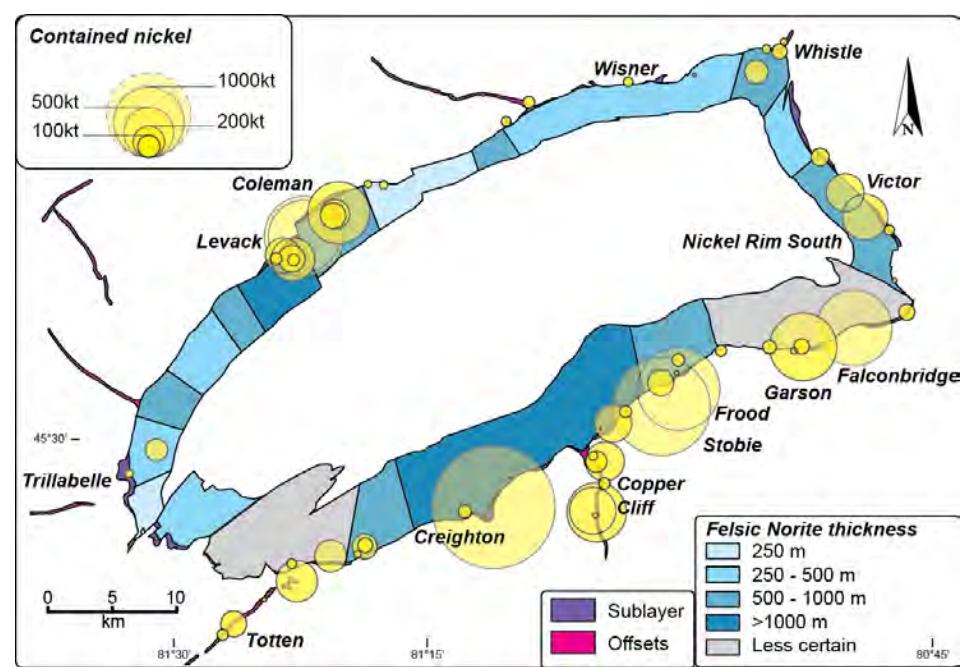 Contained nickel
1000kt
500kt
200kt
100kt
Wisner
Whistle
N
Coleman
Victor
Levack
Nickel Rim South
Falconbridge
Garson
Frood
45°30'
Stobie
Trillabelle
Copper
Cliff
Creighton
Felsic Norite thickness
250 m
250 - 500 m
500 - 1000 m
>1000 m
Less certain
Sublayer
Offsets
0 5 10
km
Totten
81°30
81°15
80°45